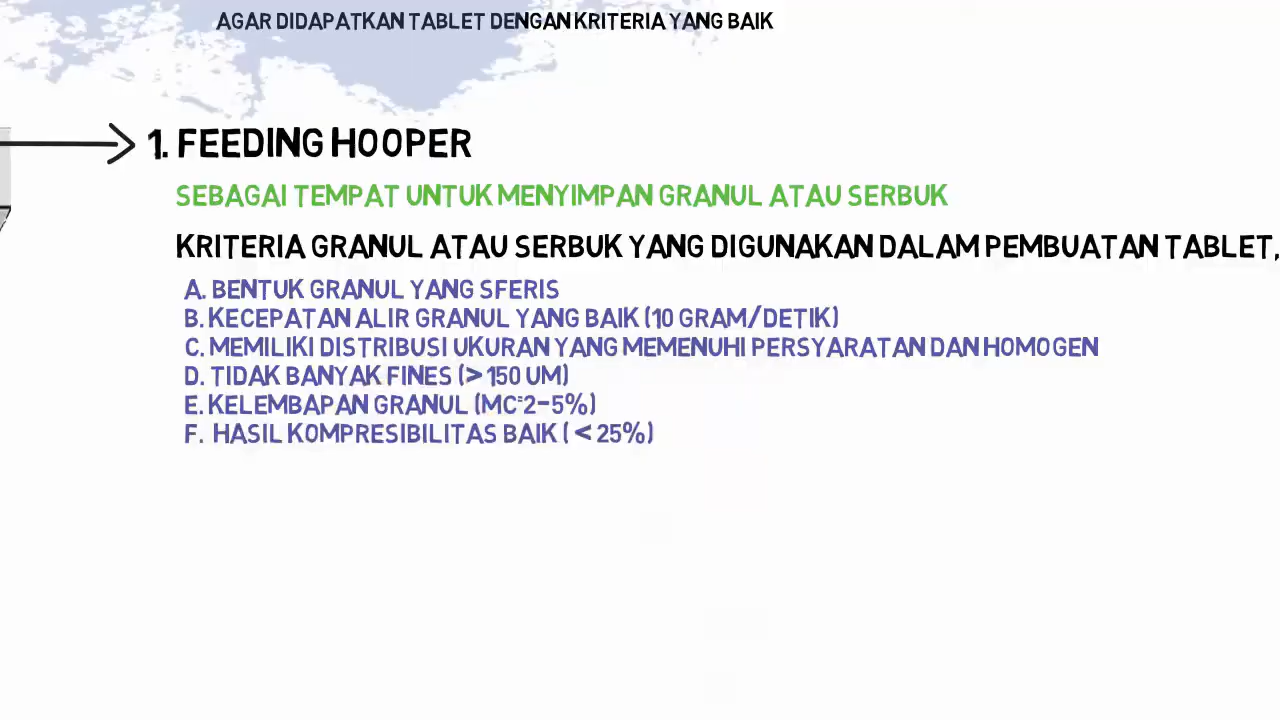 AGAR DIDAPATKAN TABLET DENGAN KRITERIA YANG BAIK
1. FEEDING HOOPER
SEBAGAI TEMPAT UNTUK MENYIMPAN GRANUL ATAU SERBUK
KRITERIA GRANUL ATAU SERBUK YANG DIGUNAKAN DALAM PEMBUATAN TABLET,
A. BENTUK GRANUL YANG SFERIS
B. KECEPATAN ALIR GRANUL YANG BAIK (10 GRAM/DETIK)
C. MEMILIKI DISTRIBUSI UKURAN YANG MEMENUHI PERSYARATAN DAN HOMOGEN
D. TIDAK BANYAK FINES (> 150 UM)
E. KELEMBAPAN GRANUL (MC=2-5%)
F. HASIL KOMPRESIBILITAS BAIK ( < 25%)